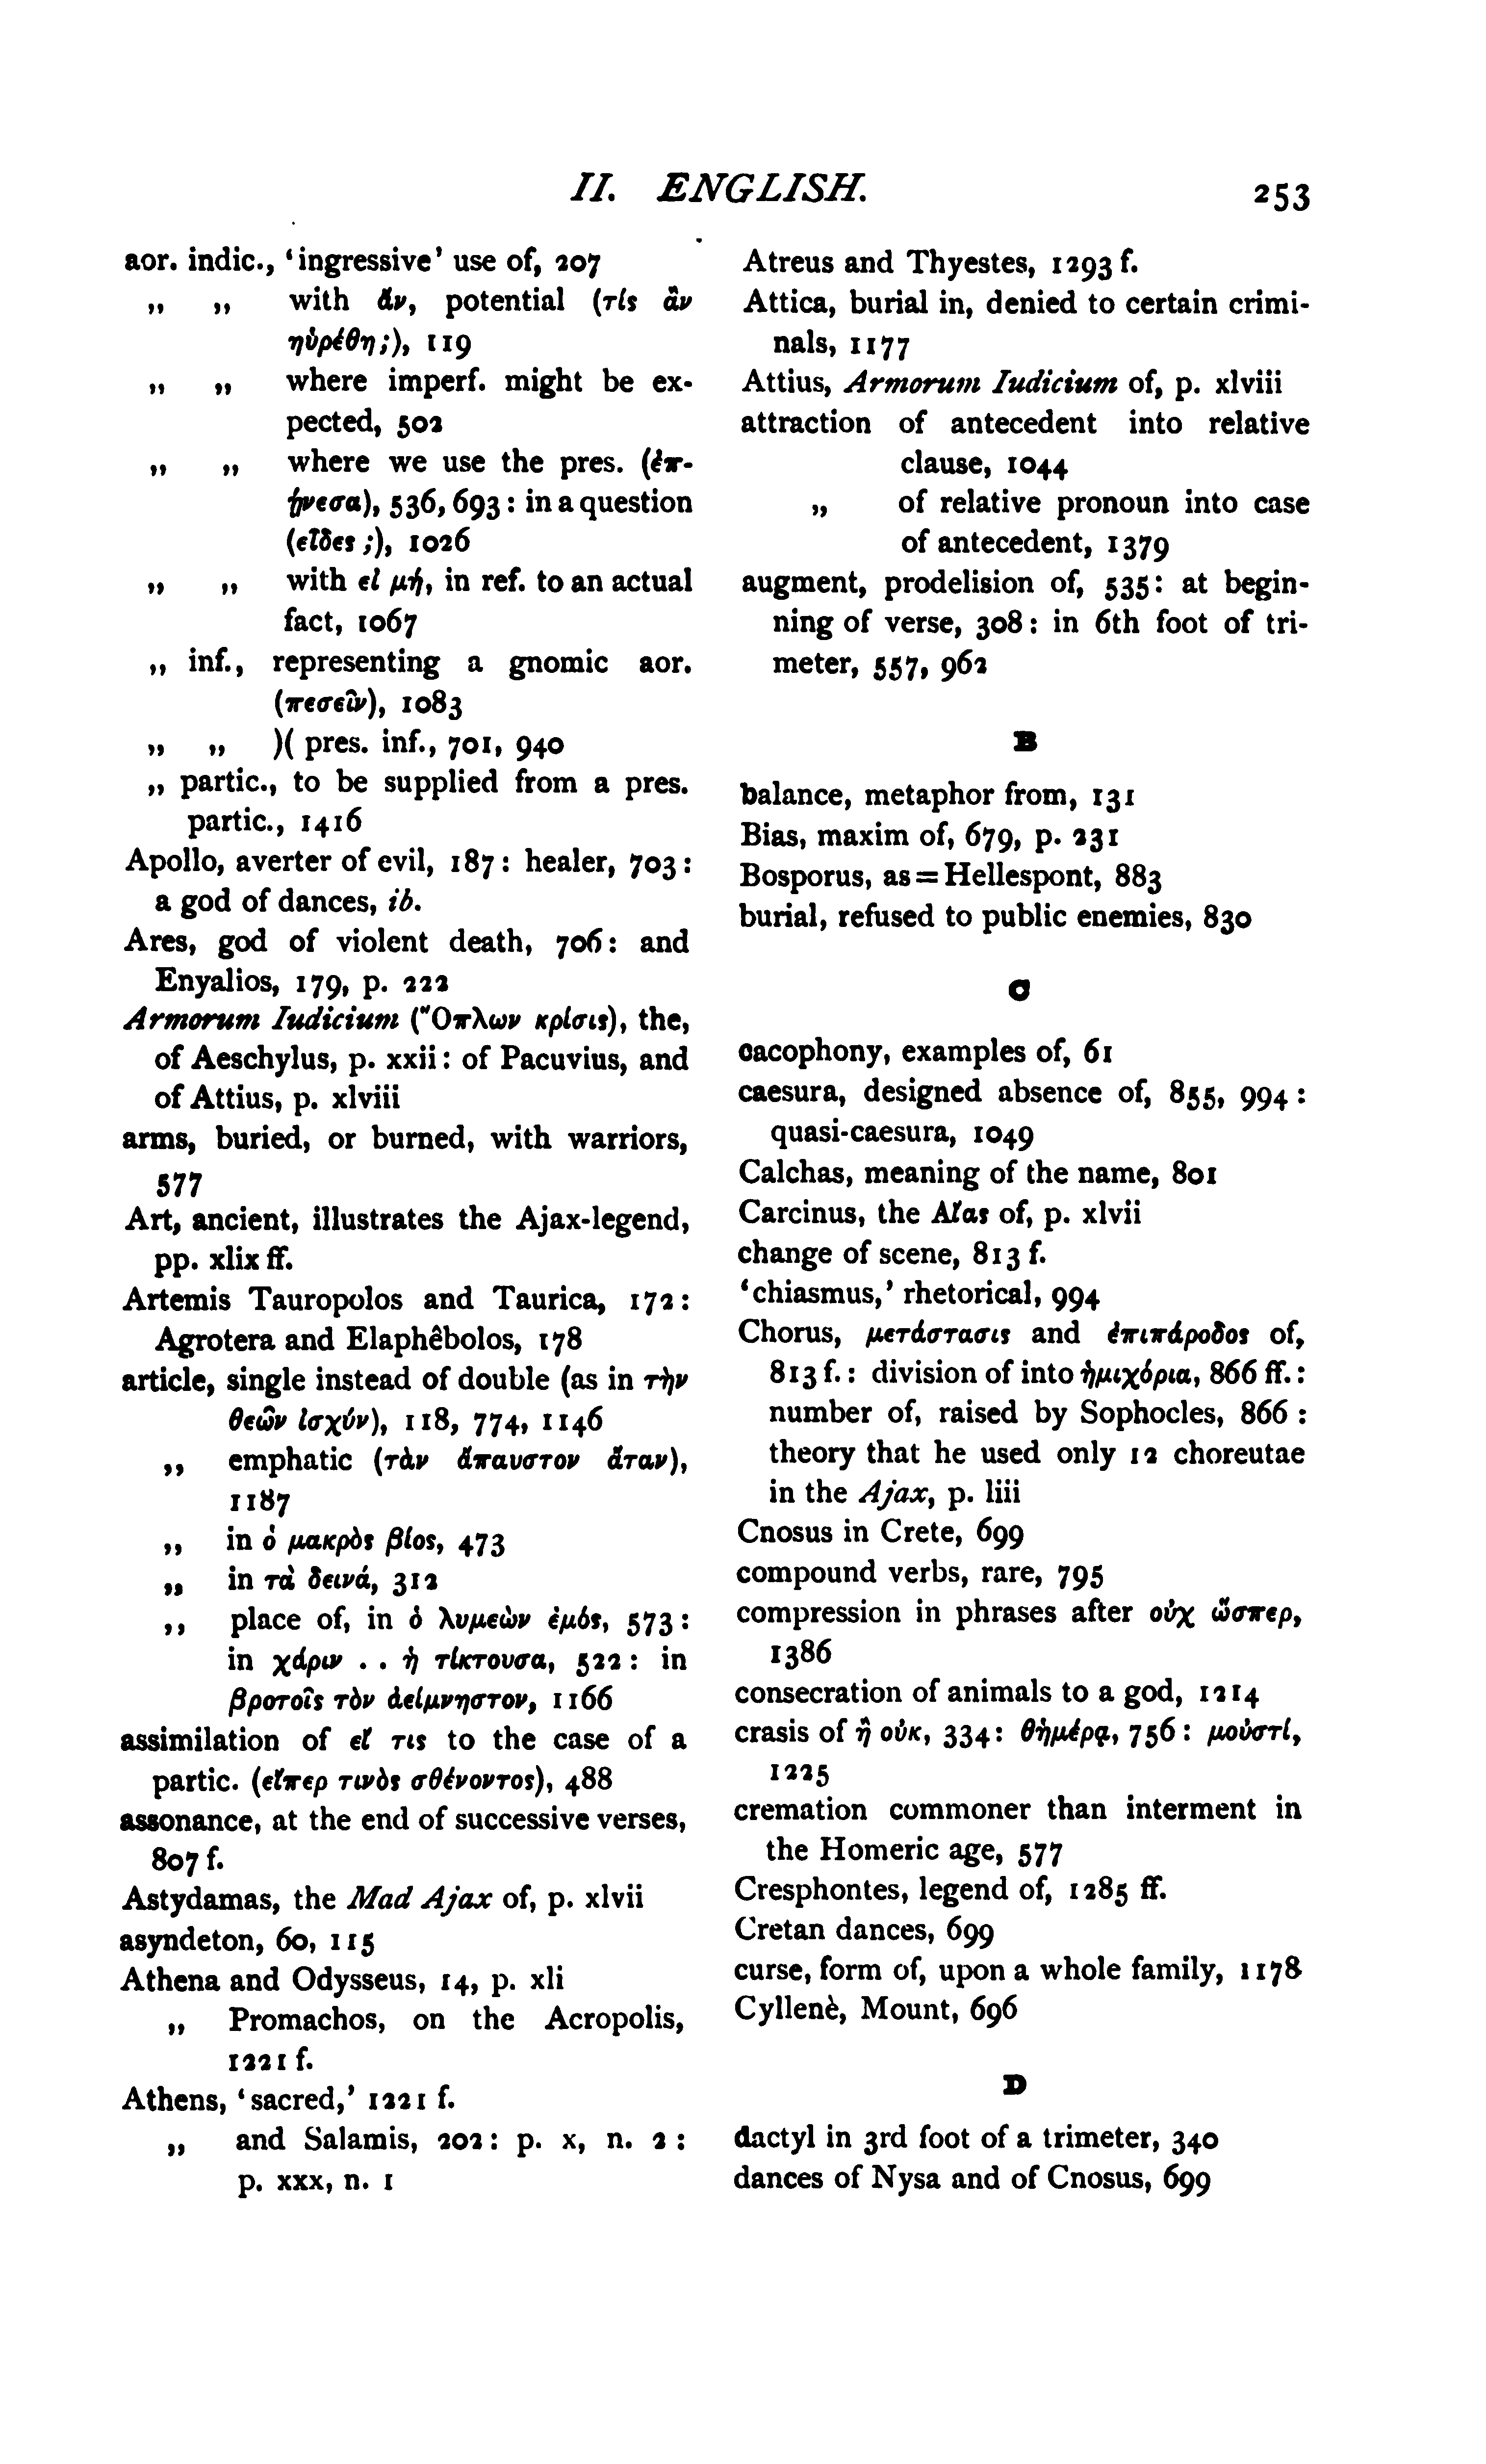 II. ENGLISH. 253
aor. indic., ‘ingressive’ use of, 207
„ „ with ἄν, potential (τίς ἂν
ηὑρέθη;), 119
„ „ where imperf. might be ex-
pected, 502
„ „ where we use the pres. (ἐπ-
ῄνεσα), 536, 693: in a question
(εἶδες;), 1026
„ „ with εἰ μή, in ref. to an actual
fact, 1067
„ inf., representing a gnomic aor.
(πεσεῖν), 1083
„ „ )( pres. inf., 701, 940
„ partic., to be supplied from a pres.
partic., 1416
Apollo, averter of evil, 187: healer, 703:
a god of dances, ib.
Ares, god of violent death, 706: and
Enyalios, 179, p. 222
Armorum Iudicium (Ὅπλων κρίσις), the,
of Aeschylus, p. xxii: of Pacuvius, and
of Attius, p. xlviii
arms, buried, or burned, with warriors,
577
Art, ancient, illustrates the Ajax-legend,
pp. xlix ff.
Artemis Tauropolos and Taurica, 172:
Agrotera and Elaphêbolos, 178
article, single instead of double (as in τὴν
θεῶν ἰσχύν), 118, 774, 1146
„ emphatic (τὰν ἄπαυστον ἄταν),
1187
„ in ὁ μακρὸς βίος, 473
„ in τὰ δεινά, 312
„ place of, in ὁ λυμεὼν ἐμός, 573:
in χάριν . . ἡ τίκτουσα, 522: in
βροτοῖς τὸν ἀείμνηστον, 1166
assimilation of εἴ τις to the case of a
partic. (εἴπερ τινὸς σθένοντος), 488
assonance, at the end of successive verses,
807 f.
Astydamas, the Mad Ajax of, p. xlvii
asyndeton, 60, 115
Athena and Odysseus, 14, p. xli
„ Promachos, on the Acropolis,
1221 f.
Athens, ‘sacred,’ 1221 f.
„ and Salamis, 202: p. x, n. 2:
p. xxx, n. 1
Atreus and Thyestes, 1293 f.
Attica, burial in, denied to certain crimi-
nals, 1177
Attius, Armorum Iudicium of, p. xlviii
attraction of antecedent into relative
clause, 1044
„ of relative pronoun into case
of antecedent, 1379
augment, prodelision of, 535: at begin-
ning of verse, 308: in 6th foot of tri-
meter, 557, 962
B
balance, metaphor from, 131
Bias, maxim of, 679, p. 231
Bosporus, as=Hellespont, 883
burial, refused to public enemies, 830
C
cacophony, examples of, 61
caesura, designed absence of, 855, 994:
quasi-caesura, 1049
Calchas, meaning of the name, 801
Carcinus, the Αἴας of, p. xlvii
change of scene, 813 f.
‘chiasmus,’ rhetorical, 994
Chorus, μετάστασις and ἐπιπάροδος of,
813 f.: division of into ἡμιχόρια, 866 ff.:
number of, raised by Sophocles, 866:
theory that he used only 12 choreutae
in the Ajax, p. liii
Cnosus in Crete, 699
compound verbs, rare, 795
compression in phrases after οὐχ ὥσπερ,
1386
consecration of animals to a god, 1214
crasis of ἢ οὐκ, 334: θἠμέρᾳ, 756: μοὐστί,
1225
cremation commoner than interment in
the Homeric age, 577
Cresphontes, legend of, 1285 ff.
Cretan dances, 699
curse, form of, upon a whole family, 1178
Cyllenè, Mount, 696
D
dactyl in 3rd foot of a trimeter, 340
dances of Nysa and of Cnosus, 699